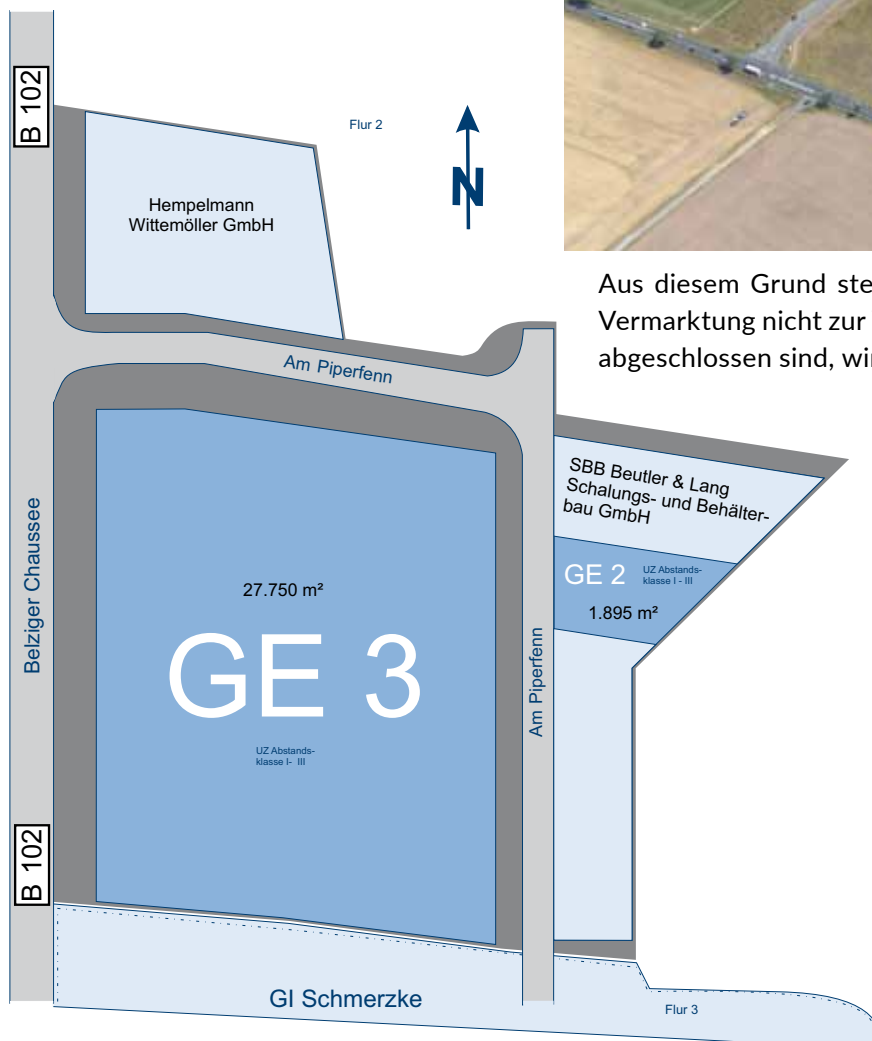 B 102
Flur 2
N
Hempelmann
Wittemöller GmbH
Aus diesem Grund ste
Vermarktung nicht zur
abgeschlossen sind, wi
Am Piperfenn
SBB Beutler & Lang
Schalungs- und Behälter-
bau GmbH
GE 2
UZ Abstands-
klasse I - III
1.895 m²
27.750 m²
GE 3
UZ Abstands-
klasse I- III
Belziger Chaussee
Am Piperfenn
B 102
GI Schmerzke
Flur 3